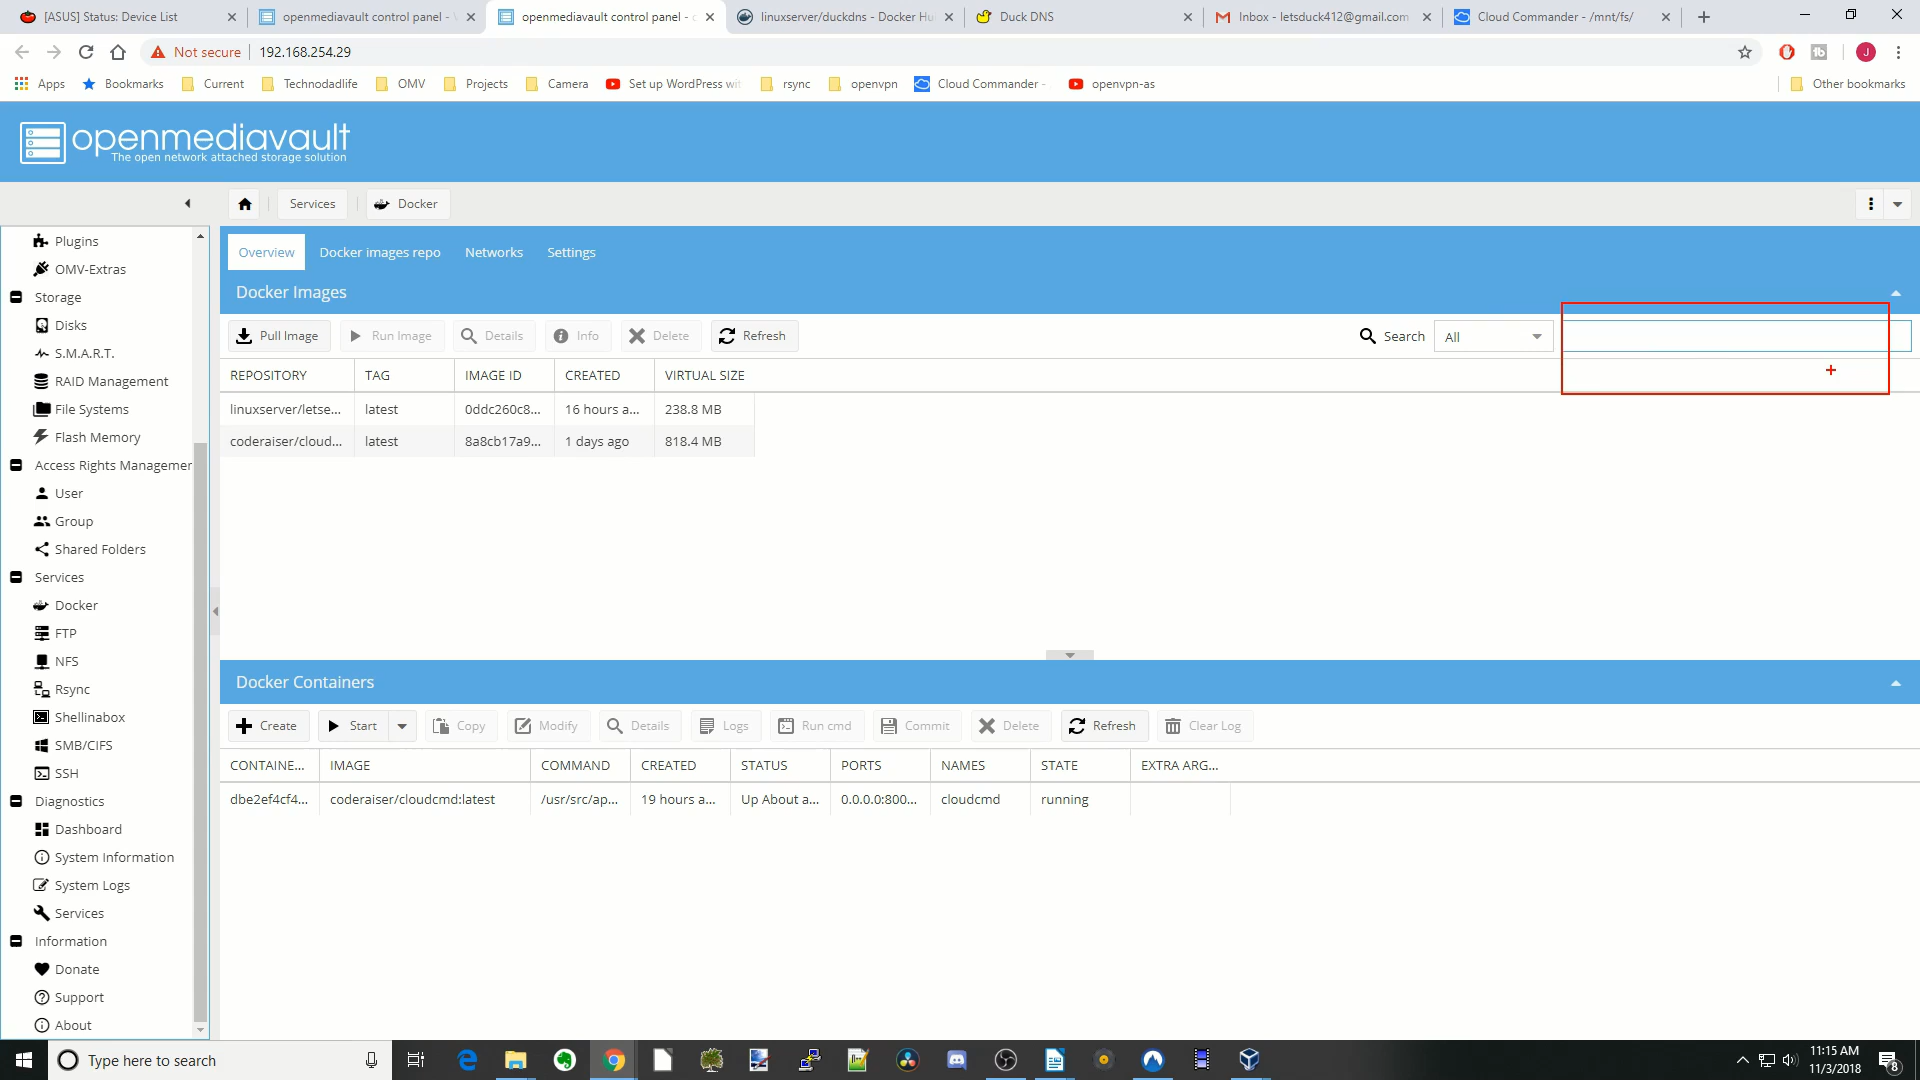 [ASUS] Status: Device List
openmediavault control panel -
openmediavault control panel -
linuxserver/duckdns - Docker Hu
Duck DNS
Inbox - letsduck412@gmail.com
Cloud Commander - /mnt/fs/
Not secure
192.168.254.29
J
Apps
Bookmarks
Current
Technodadlife
OMV
Projects
Camera
Set up WordPress wit
rsync
openvpn
Cloud Commander -
openvpn-as
Other bookmarks
openmediavault
The open network attached storage solution
Services
Docker
Plugins
OMV-Extras
Storage
Disks
S.M.A.R.T.
RAID Management
File Systems
Flash Memory
Access Rights Managemen
User
Group
Shared Folders
Services
Docker
FTP
NFS
Rsync
Shellinabox
SMB/CIFS
SSH
Diagnostics
Dashboard
System Information
System Logs
Services
Information
Donate
Support
About
Overview
Docker images repo
Networks
Settings
Docker Images
Pull Image
Run Image
Details
Info
Delete
Refresh
Search
All
REPOSITORY TAG IMAGE ID CREATED VIRTUAL SIZE
linuxserver/letse... latest 0ddc260c8... 16 hours a... 238.8 MB
coderaiser/cloud... latest 8a8cb17a9... 1 days ago 818.4 MB
Docker Containers
Create
Start
Copy
Modify
Details
Logs
Run cmd
Commit
Delete
Refresh
Clear Log
CONTAINE... IMAGE COMMAND CREATED STATUS PORTS NAMES STATE EXTRA ARG...
dbe2ef4cf4... coderaiser/cloudcmd:latest /usr/src/ap... 19 hours a... Up About a... 0.0.0.0:800... cloudcmd running
Type here to search
11:15 AM
11/3/2018
8